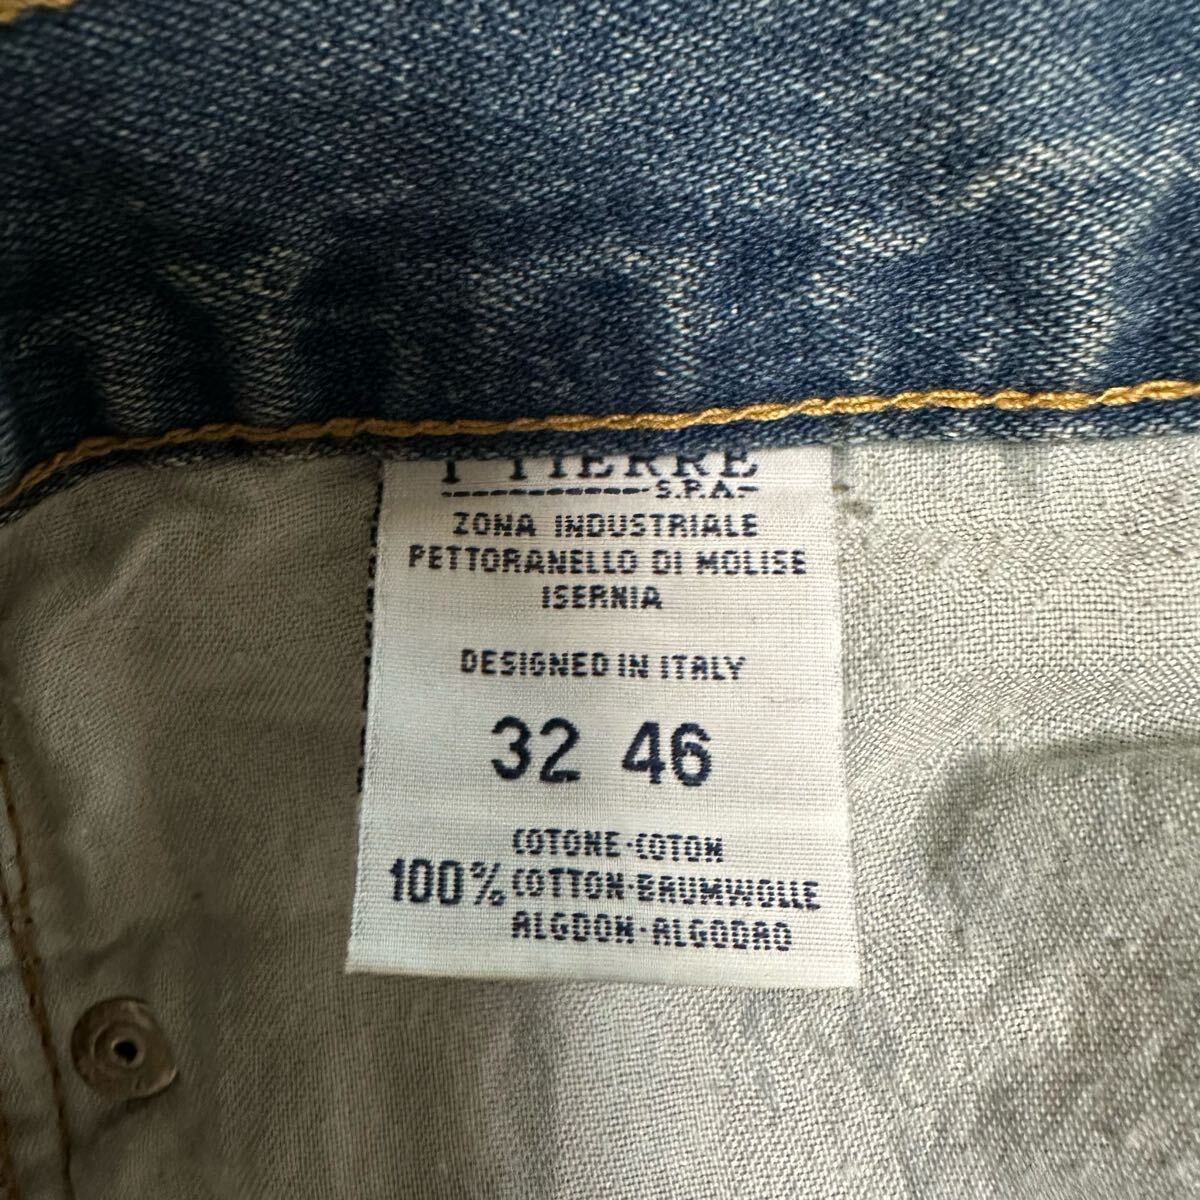 S.P.A.
ZONA INDUSTRIALE
PETTORANELLO DI MOLISE
ISERNIA
DESIGNED IN ITALY
32 46
COTONE-COTON
100% COTTON-BAUMWOLLE
ALGDON-ALGODAO